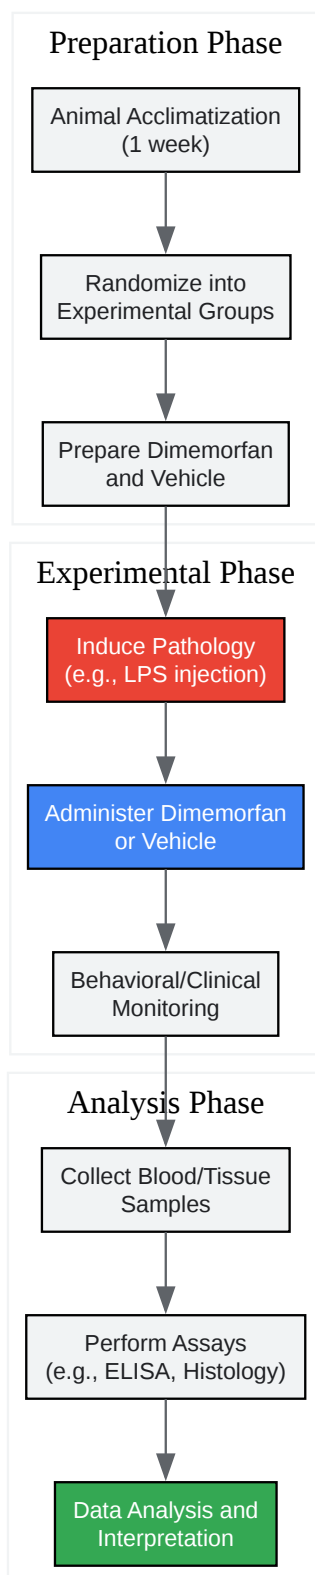 Preparation Phase
Animal Acclimatization
(1 week)
Randomize into
Experimental Groups
Prepare Dimemorfan
and Vehicle
Experimental Phase
Induce Pathology
(e.g., LPS injection)
Administer Dimemorfan
or Vehicle
Behavioral/Clinical
Monitoring
Analysis Phase
Collect Blood/Tissue
Samples
Perform Assays
(e.g., ELISA, Histology)
Data Analysis and
Interpretation